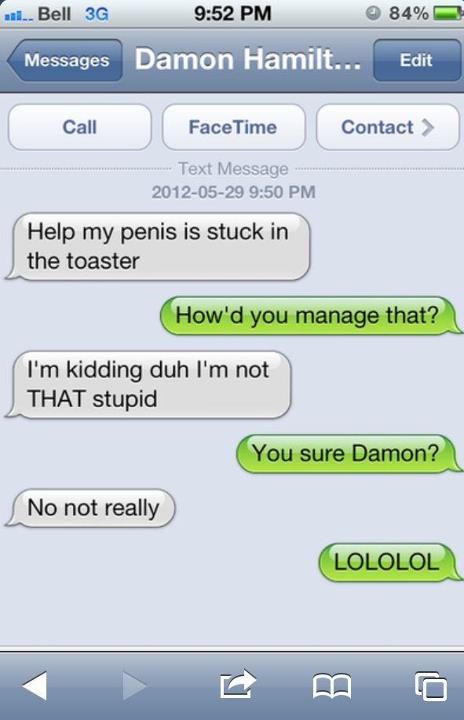 Bell 3G 9:52 PM 84%
Messages Damon Hamilt... Edit
Call FaceTime Contact
Text Message
2012-05-29 9:50 PM
Help my penis is stuck in
the toaster
How'd you manage that?
I'm kidding duh I'm not
THAT stupid
You sure Damon?
No not really
LOLOLOL